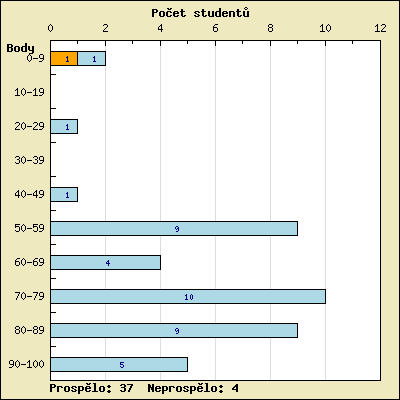 Počet studentů
0 2 4 6 8 10 12
Body
0-9 1 1
10-19
20-29 1
30-39
40-49 1
50-59 9
60-69 4
70-79 10
80-89 9
90-100 5
Prospělo: 37 Neprospělo: 4